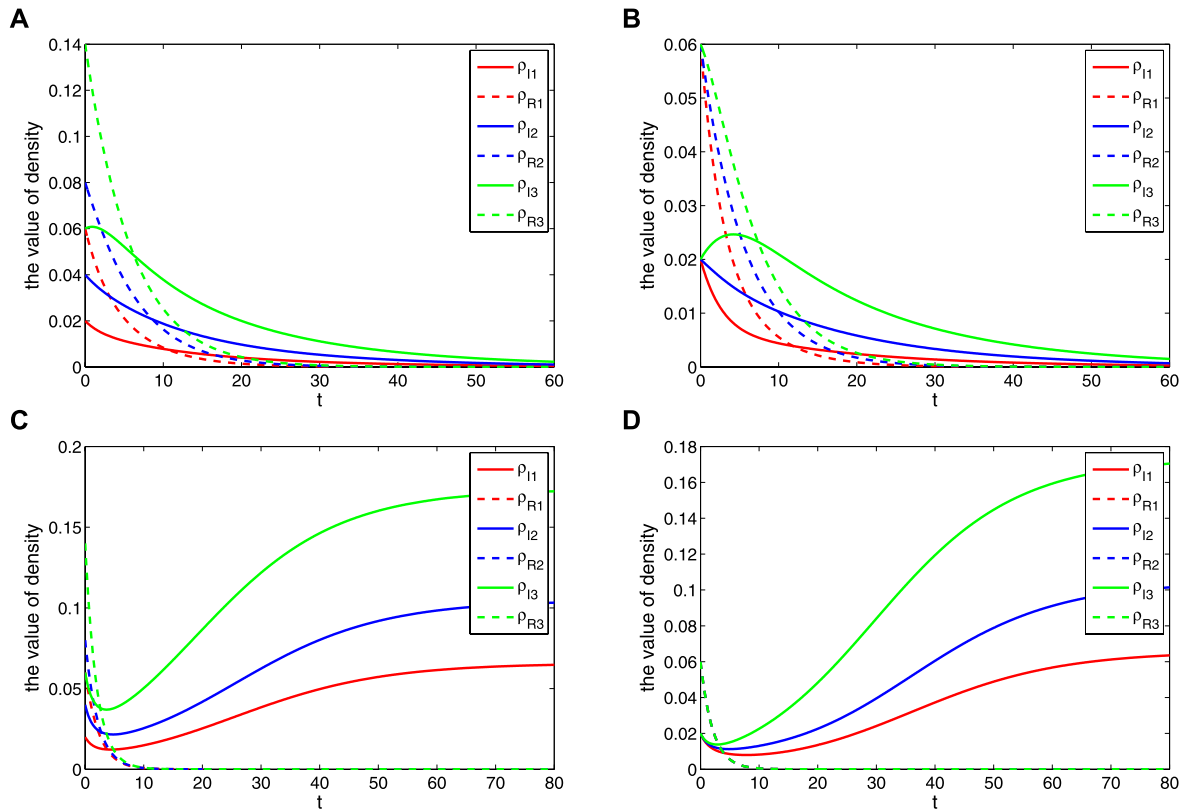 A
the value of density
0.14
0.12
0.1
0.08
0.06
0.04
0.02
0
0 10 20 30 40 50 60
t
ρI1
ρR1
ρI2
ρR2
ρI3
ρR3
B
the value of density
0.06
0.05
0.04
0.03
0.02
0.01
0
0 10 20 30 40 50 60
t
ρI1
ρR1
ρI2
ρR2
ρI3
ρR3
C
the value of density
0.2
0.15
0.1
0.05
0
0 10 20 30 40 50 60 70 80
t
ρI1
ρR1
ρI2
ρR2
ρI3
ρR3
D
the value of density
0.18
0.16
0.14
0.12
0.1
0.08
0.06
0.04
0.02
0
0 10 20 30 40 50 60 70 80
t
ρI1
ρR1
ρI2
ρR2
ρI3
ρR3